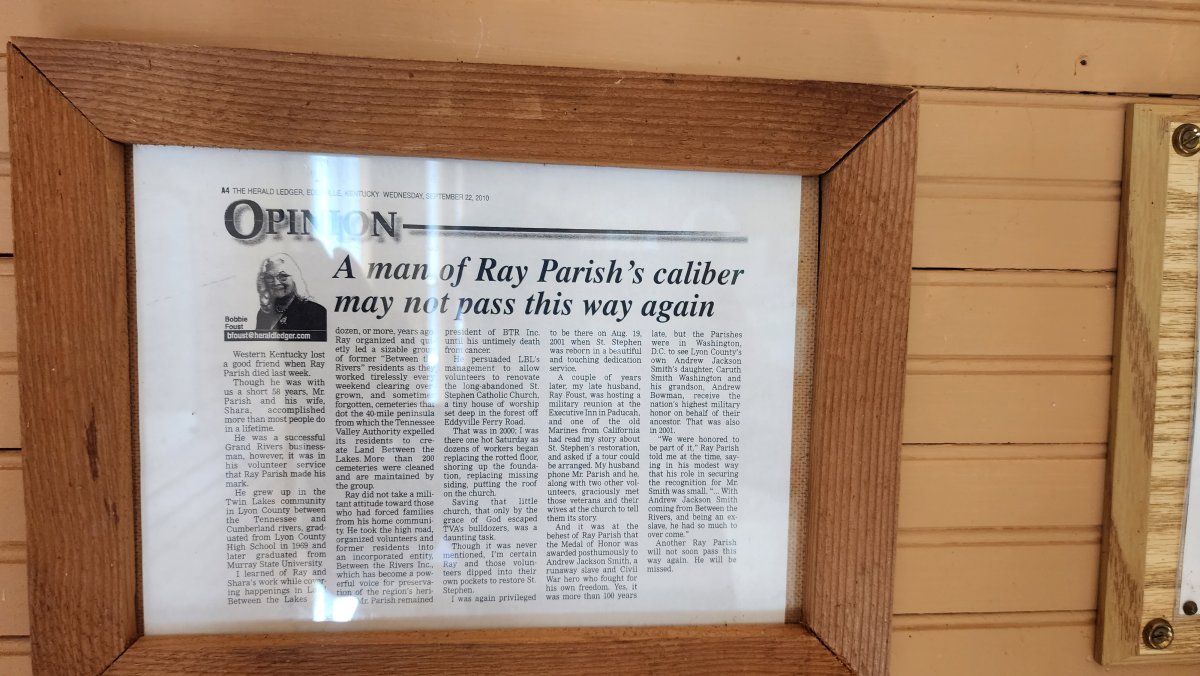 A4 THE HERALD LEDGER, EDDYVILLE, KENTUCKY WEDNESDAY, SEPTEMBER 22, 2010
OPINION
A man of Ray Parish's caliber
may not pass this way again
Bobbie
Foust
bfoust@heraldledger.com
Western Kentucky lost
a good friend when Ray
Parish died last week.
Though he was with
us a short 58 years, Mr.
Parish and his wife,
Shara, accomplished
more than most people do
in a lifetime.
He was a successful
Grand Rivers business-
man, however, it was in
his volunteer service
that Ray Parish made his
mark.
He grew up in the
Twin Lakes community
in Lyon County between
the Tennessee and
Cumberland rivers, grad-
uated from Lyon County
High School in 1969 and
later graduated from
Murray State University.
I learned of Ray and
Shara's work while cover-
ing happenings in Land
Between the Lakes
dozen, or more, years ago
Ray organized and qui-
etly led a sizable group
of former "Between the
Rivers" residents as they
worked tirelessly every
weekend clearing over-
grown, and sometimes
forgotten, cemeteries that
dot the 40-mile peninsula
from which the Tennessee
Valley Authority expelled
its residents to cre-
ate Land Between the
Lakes. More than 200
cemeteries were cleaned
and are maintained by
the group.
Ray did not take a mili-
tant attitude toward those
who had forced families
from his home communi-
ty. He took the high road,
organized volunteers and
former residents into
an incorporated entity,
Between the Rivers Inc.,
which has become a pow-
erful voice for preserva-
tion of the region's heri-
Mr. Parish remained
president of BTR Inc.
until his untimely death
from cancer.
He persuaded LBL's
management to allow
volunteers to renovate
the long-abandoned St.
Stephen Catholic Church,
a tiny house of worship
set deep in the forest off
Eddyville Ferry Road.
That was in 2000; I was
there one hot Saturday as
dozens of workers began
replacing the rotted floor,
shoring up the founda-
tion, replacing missing
siding, putting the roof
on the church.
Saving that little
church, that only by the
grace of God escaped
TVA's bulldozers, was a
daunting task.
Though it was never
mentioned, I'm certain
Ray and those volun-
teers dipped into their
own pockets to restore St.
Stephen.
I was again privileged
to be there on Aug. 19,
2001 when St. Stephen
was reborn in a beautiful
and touching dedication
service.
A couple of years
later, my late husband,
Ray Foust, was hosting a
military reunion at the
Executive Inn in Paducah,
and one of the old
Marines from California
had read my story about
St. Stephen's restoration,
and asked if a tour could
be arranged. My husband
phone Mr. Parish and he,
along with two other vol-
unteers, graciously met
those veterans and their
wives at the church to tell
them its story.
And it was at the
behest of Ray Parish that
the Medal of Honor was
awarded posthumously to
Andrew Jackson Smith, a
runaway slave and Civil
War hero who fought for
his own freedom. Yes, it
was more than 100 years
late, but the Parishes
were in Washington,
D.C. to see Lyon County's
own Andrew Jackson
Smith's daughter, Caruth
Smith Washington and
his grandson, Andrew
Bowman, receive the
nation's highest military
honor on behalf of their
ancestor. That was also
in 2001.
"We were honored to
be part of it," Ray Parish
told me at the time, say-
ing in his modest way
that his role in securing
the recognition for Mr.
Smith was small. "... With
Andrew Jackson Smith
coming from Between the
Rivers, and being an ex-
slave, he had so much to
over come."
Another Ray Parish
will not soon pass this
way again. He will be
missed.